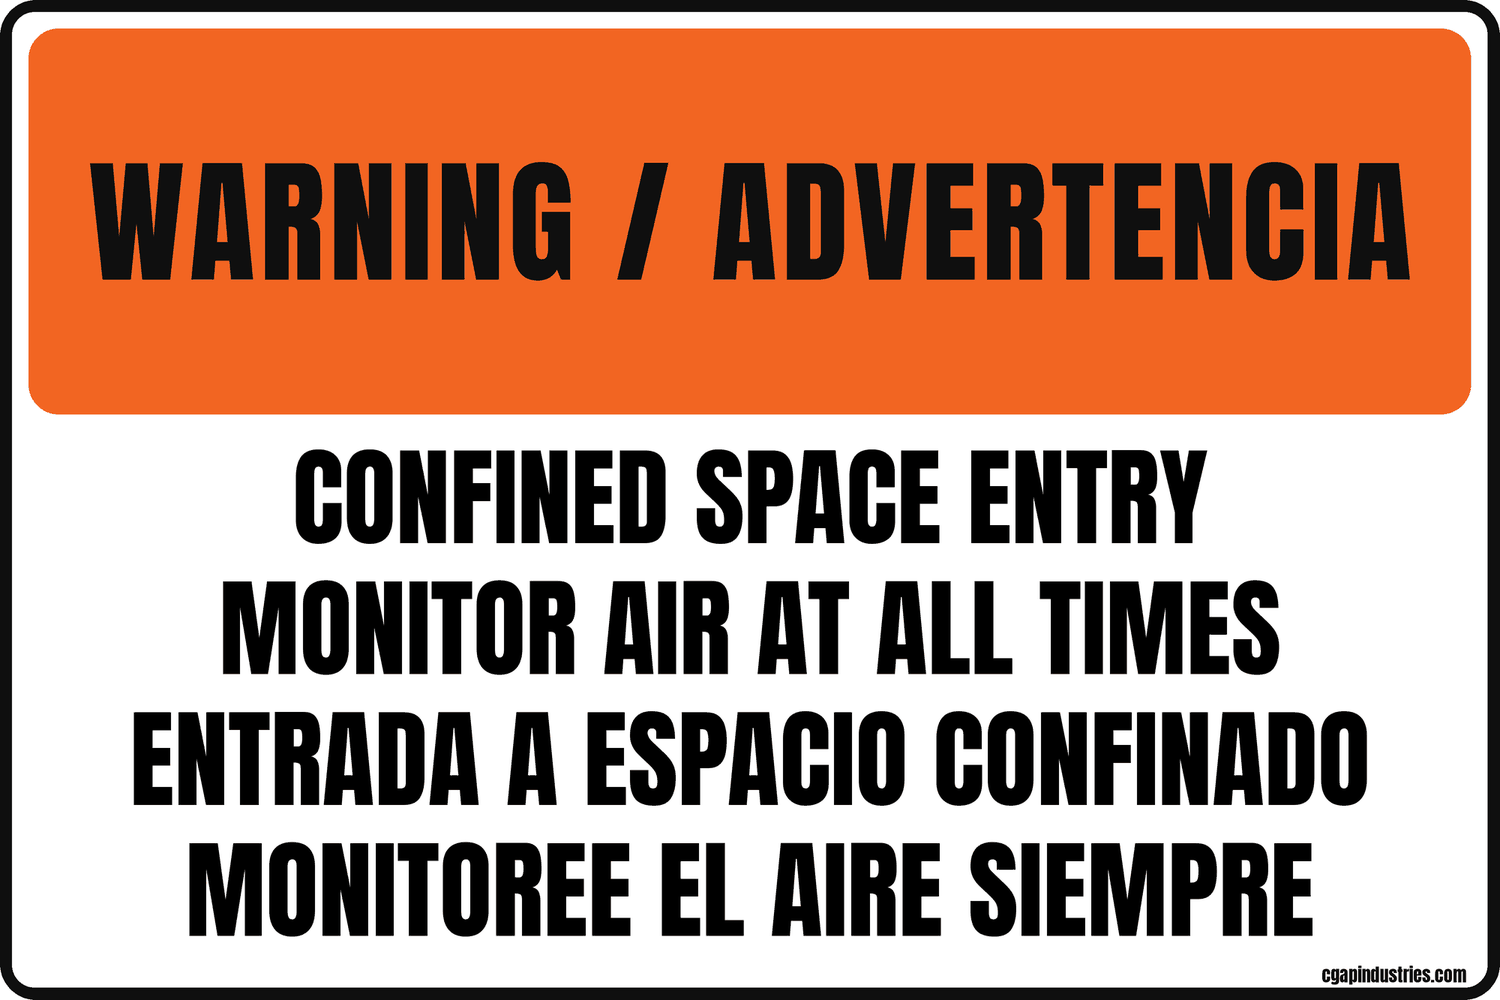 WARNING / ADVERTENCIA
CONFINED SPACE ENTRY
MONITOR AIR AT ALL TIMES
ENTRADA A ESPACIO CONFINADO
MONITOREE EL AIRE SIEMPRE
cgapindustries.com